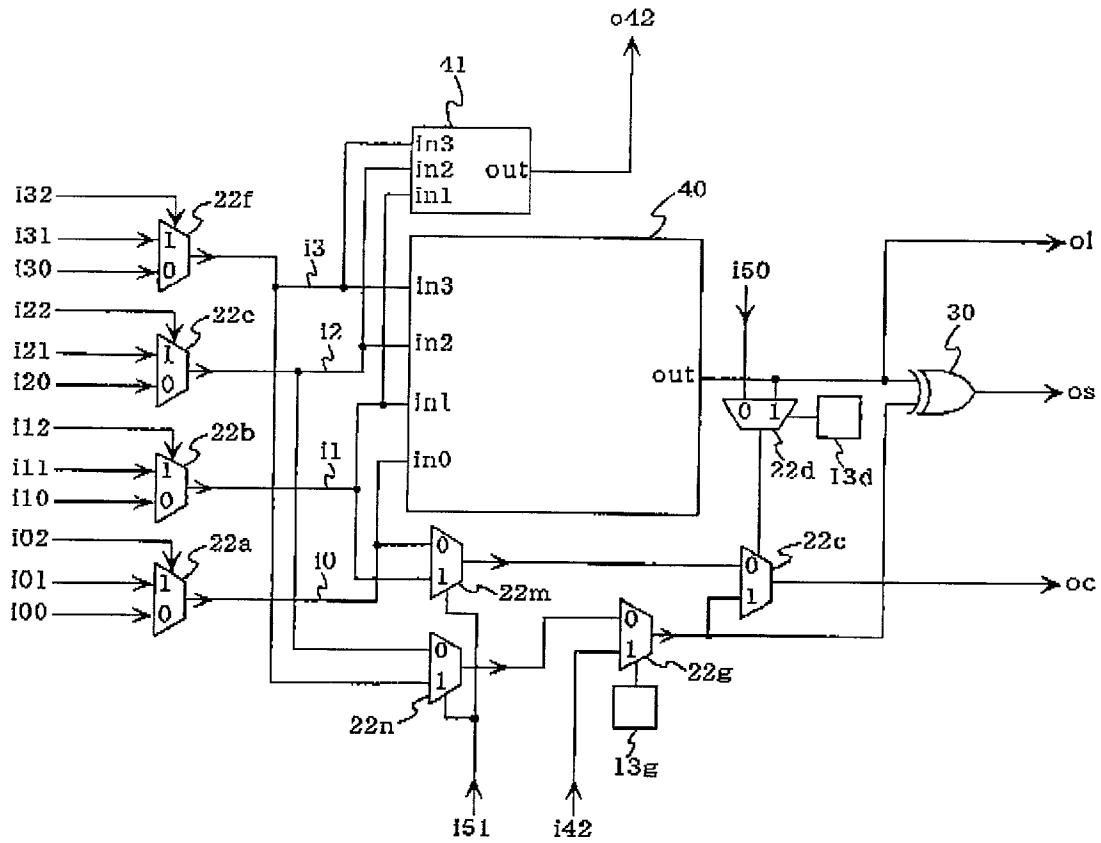 o42
41
in3
in2
in1
out
i32
22f
i31
1
i30
0
40
i3
in3
i50
ol
i22
22e
i21
1
i20
0
i2
in2
30
out
os
i12
22b
i11
1
i10
0
i1
in1
in0
0 1
22d
13d
i02
22a
i01
1
i00
0
i0
0
1
22m
22c
0
1
oc
0
1
22n
0
1
22g
13g
i51
i42